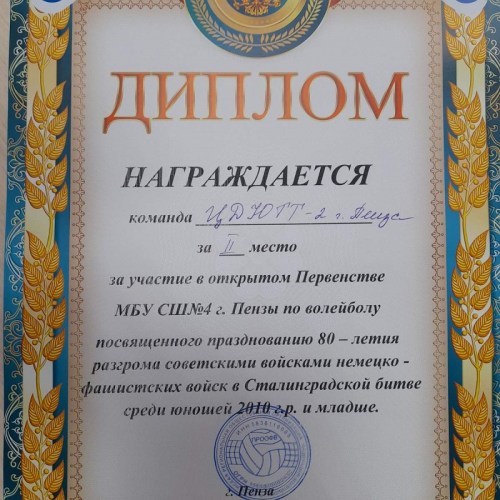 ДИПЛОМ
НАГРАЖДАЕТСЯ
команда ЦДЮТТ-2 г. Пенза
за II место
за участие в открытом Первенстве
МБУ СШ№4 г. Пензы по волейболу
посвященного празднованию 80 – летия
разгрома советскими войсками немецко -
фашистских войск в Сталинградской битве
среди юношей 2010 г.р. и младше.
г. Пенза